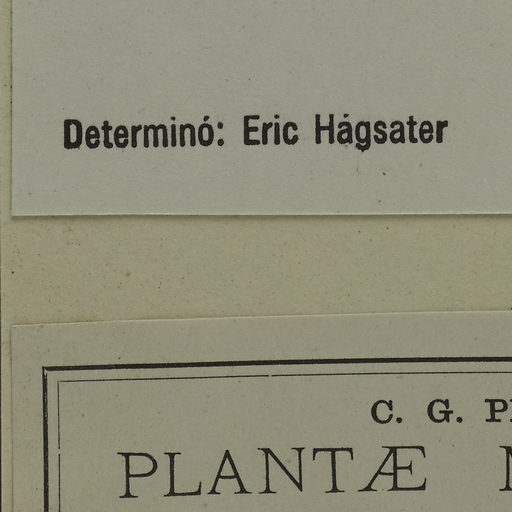 Determinó: Eric Hágsater
C. G.
PLANTÆ